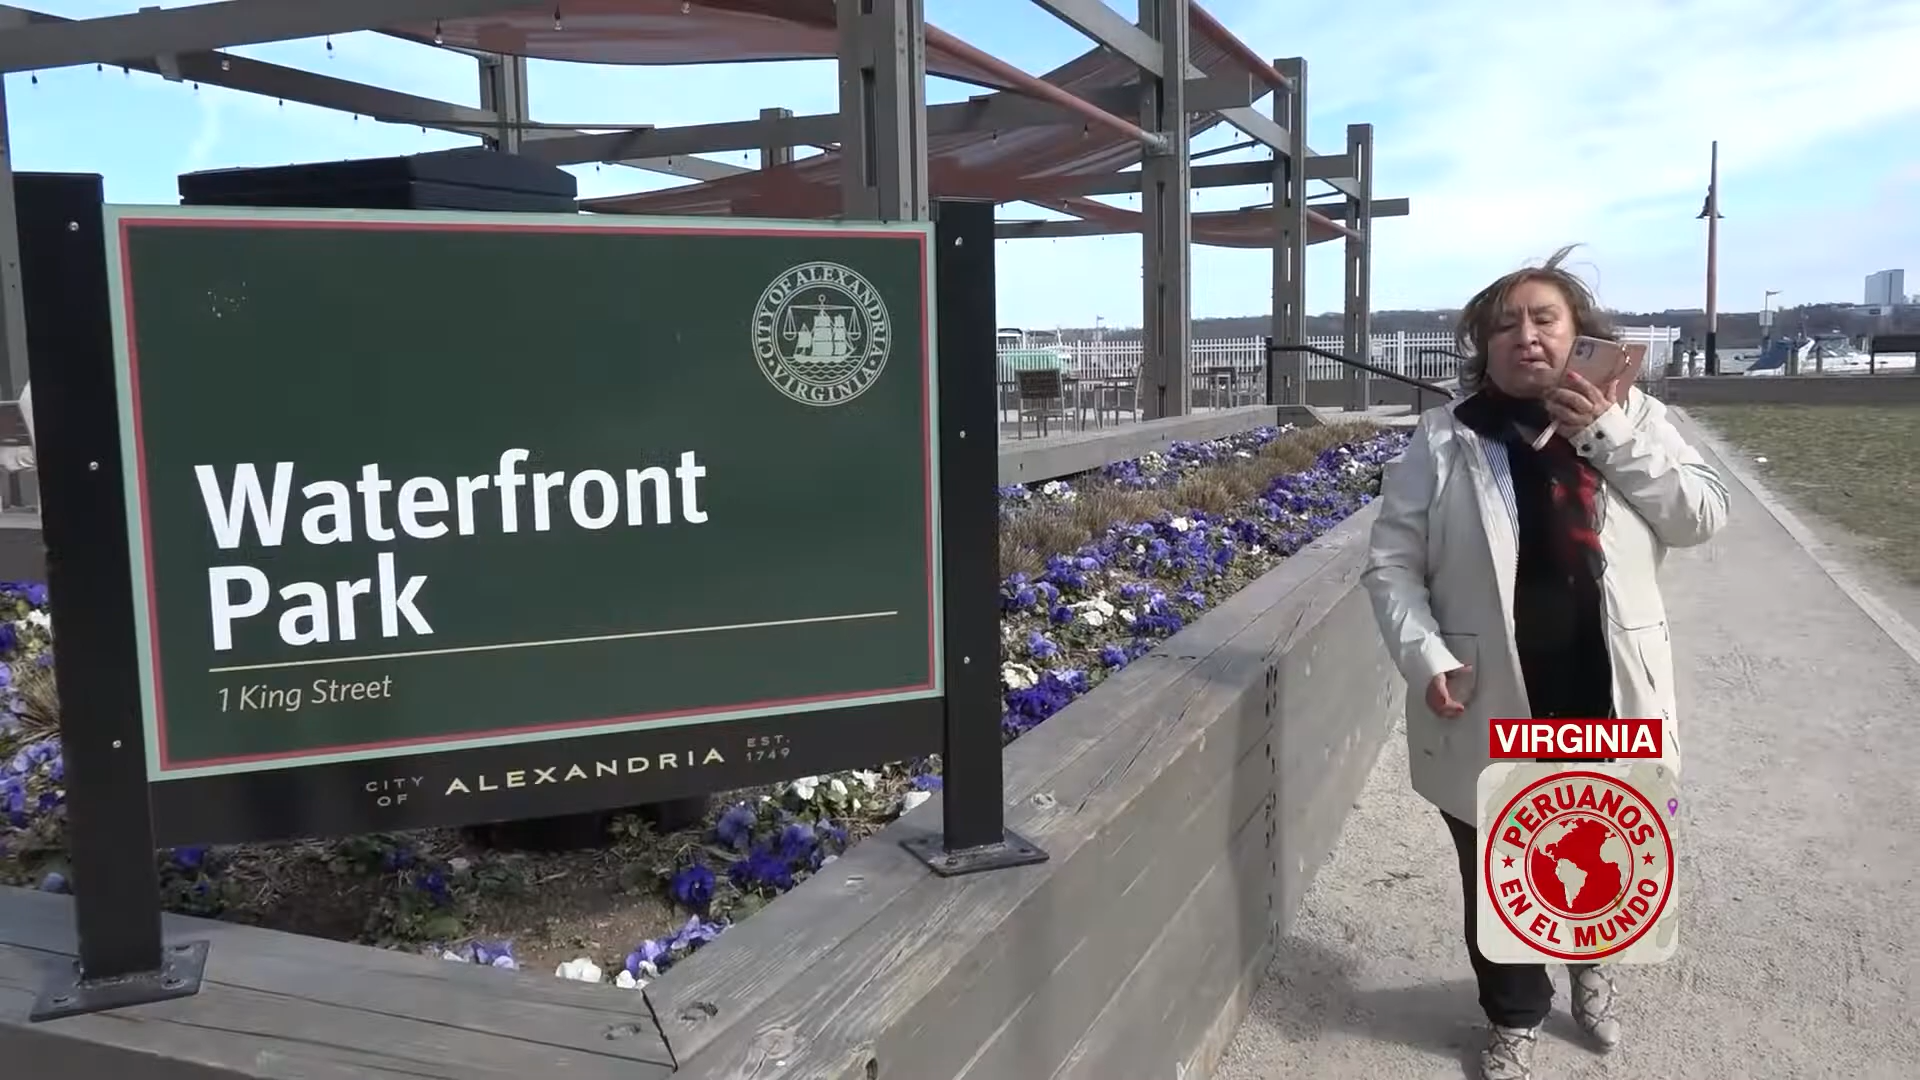 CITY OF ALEXANDRIA
VIRGINIA
Waterfront
Park
1 King Street
CITY
OF
ALEXANDRIA
EST.
1749
VIRGINIA
PERUANOS
EN EL MUNDO